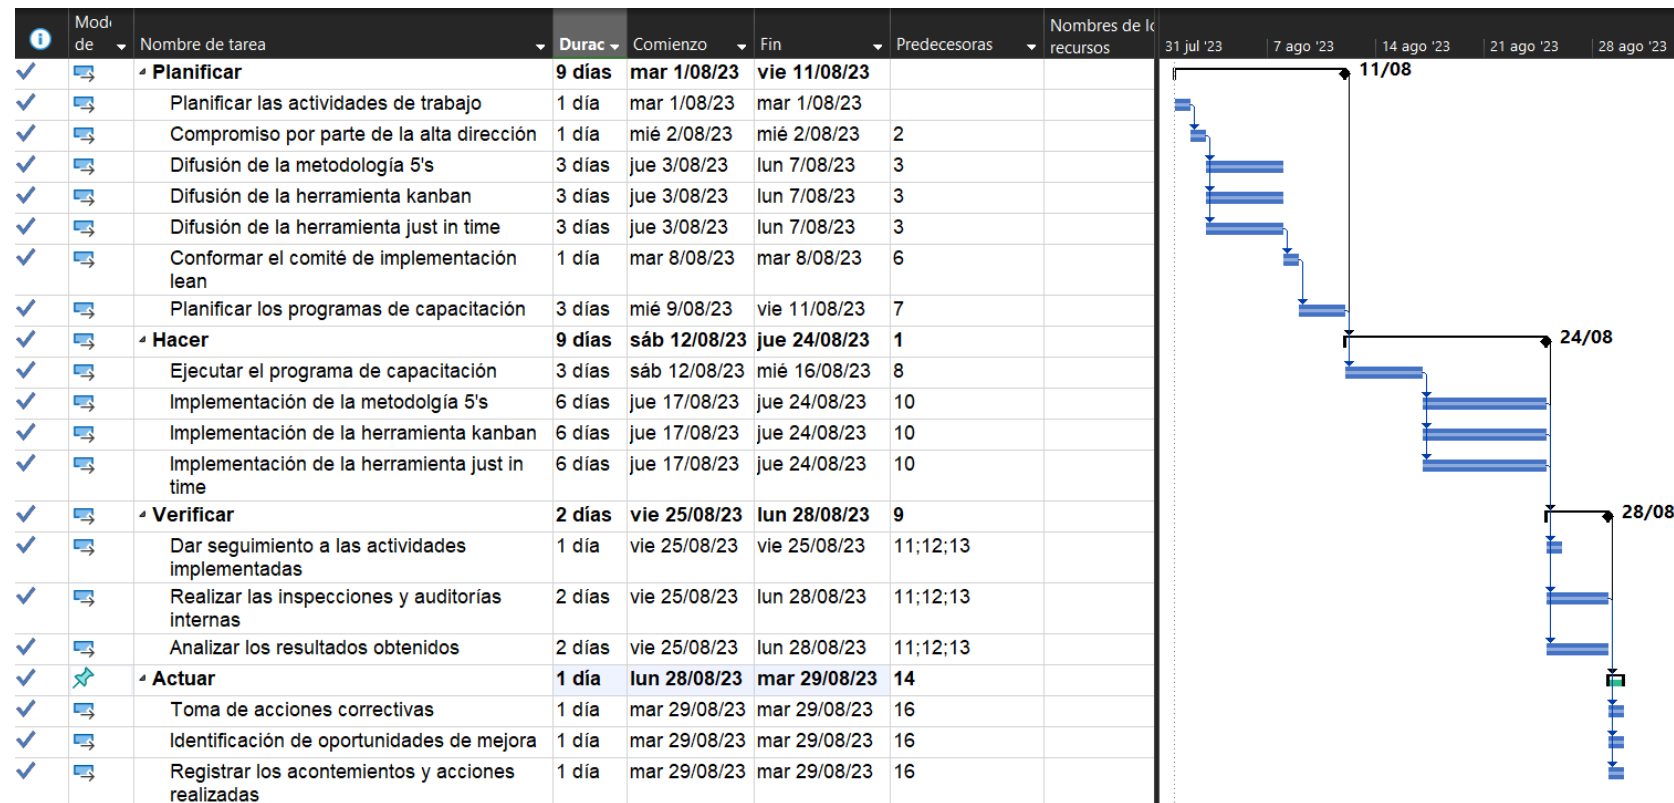 Mod
de
Nombre de tarea
Durac
Comienzo
Fin
Predecesoras
Nombres de lo
recursos
31 jul '23
7 ago '23
14 ago '23
21 ago '23
28 ago '23
Planificar 9 días mar 1/08/23 vie 11/08/23
11/08
Planificar las actividades de trabajo 1 día mar 1/08/23 mar 1/08/23
Compromiso por parte de la alta dirección 1 día mié 2/08/23 mié 2/08/23 2
Difusión de la metodología 5's 3 días jue 3/08/23 lun 7/08/23 3
Difusión de la herramienta kanban 3 días jue 3/08/23 lun 7/08/23 3
Difusión de la herramienta just in time 3 días jue 3/08/23 lun 7/08/23 3
Conformar el comité de implementación 1 día mar 8/08/23 mar 8/08/23 6
lean
Planificar los programas de capacitación 3 días mié 9/08/23 vie 11/08/23 7
Hacer 9 días sáb 12/08/23 jue 24/08/23 1
24/08
Ejecutar el programa de capacitación 3 días sáb 12/08/23 mié 16/08/23 8
Implementación de la metodolgía 5's 6 días jue 17/08/23 jue 24/08/23 10
Implementación de la herramienta kanban 6 días jue 17/08/23 jue 24/08/23 10
Implementación de la herramienta just in 6 días jue 17/08/23 jue 24/08/23 10
time
Verificar 2 días vie 25/08/23 lun 28/08/23 9
28/08
Dar seguimiento a las actividades 1 día vie 25/08/23 vie 25/08/23 11;12;13
implementadas
Realizar las inspecciones y auditorías 2 días vie 25/08/23 lun 28/08/23 11;12;13
internas
Analizar los resultados obtenidos 2 días vie 25/08/23 lun 28/08/23 11;12;13
Actuar 1 día lun 28/08/23 mar 29/08/23 14
Toma de acciones correctivas 1 día mar 29/08/23 mar 29/08/23 16
Identificación de oportunidades de mejora 1 día mar 29/08/23 mar 29/08/23 16
Registrar los acontemientos y acciones 1 día mar 29/08/23 mar 29/08/23 16
realizadas